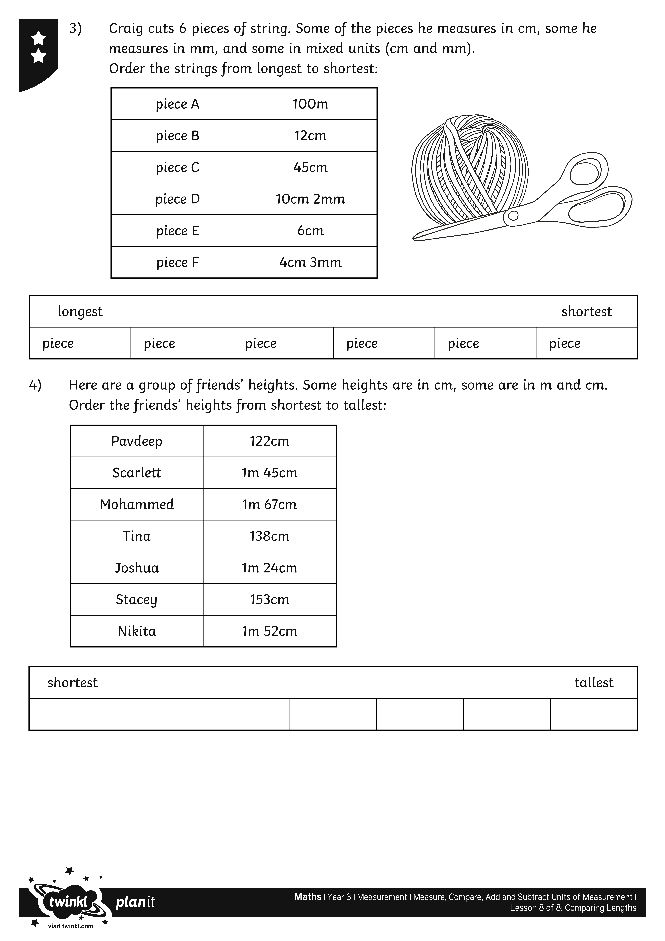 3) Craig cuts 6 pieces of string. Some of the pieces he measures in cm, some he
measures in mm, and some in mixed units (cm and mm).
Order the strings from longest to shortest:
piece A 100m
piece B 12cm
piece C 45cm
piece D 10cm 2mm
piece E 6cm
piece F 4cm 3mm
longest shortest
piece piece piece piece piece piece
4) Here are a group of friends' heights. Some heights are in cm, some are in m and cm.
Order the friends' heights from shortest to tallest:
Pavdeep 122cm
Scarlett 1m 45cm
Mohammed 1m 67cm
Tina 138cm
Joshua 1m 24cm
Stacey 153cm
Nikita 1m 52cm
shortest tallest
twinkl planit
visit twinkl.com
Maths | Year 3 | Measurement | Measure, Compare, Add and Subtract Units of Measurement |
Lesson 8 of 8: Comparing Lengths